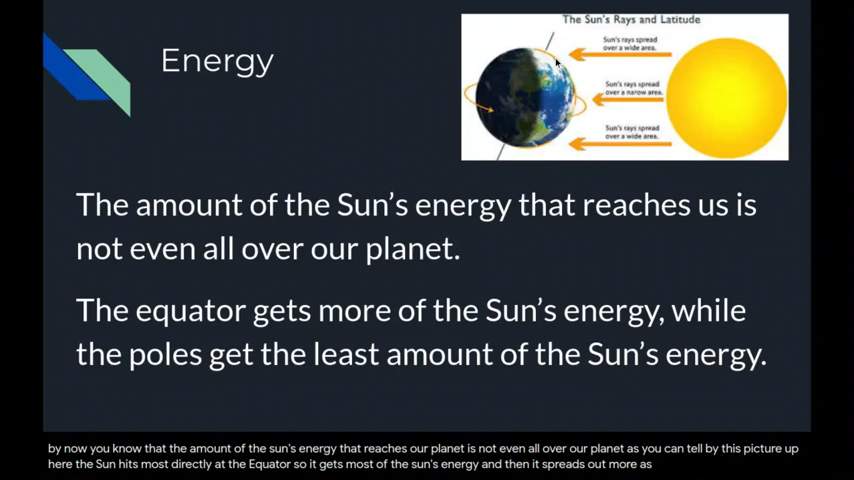 Energy
The Sun's Rays and Latitude
Sun's rays spread
over a wide area.
Sun's rays spread
over a narrow area.
Sun's rays spread
over a wide area.
The amount of the Sun's energy that reaches us is
not even all over our planet.
The equator gets more of the Sun's energy, while
the poles get the least amount of the Sun's energy.
by now you know that the amount of the sun's energy that reaches our planet is not even all over our planet as you can tell by this picture up
here the Sun hits most directly at the Equator so it gets most of the sun's energy and then it spreads out more as